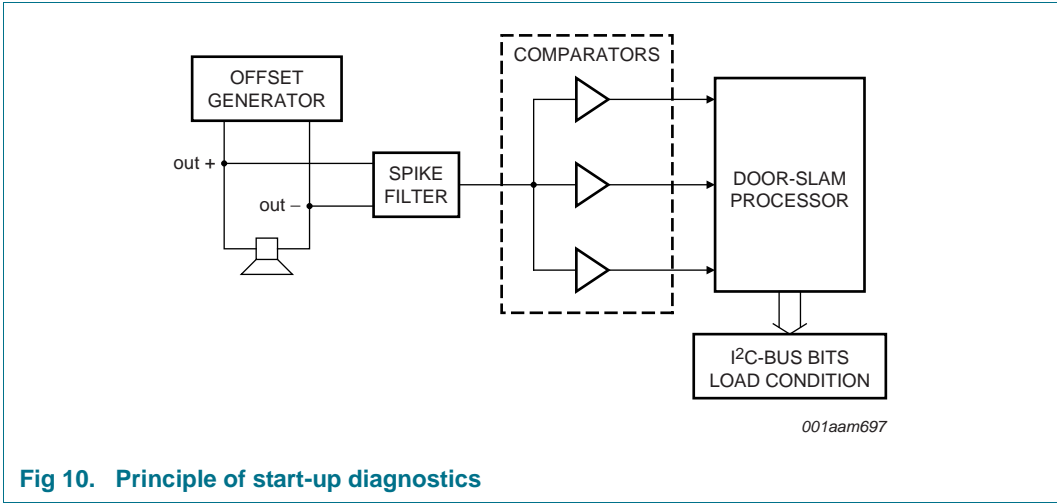 COMPARATORS
OFFSET
GENERATOR
out +
out −
SPIKE
FILTER
DOOR-SLAM
PROCESSOR
I2C-BUS BITS
LOAD CONDITION
001aam697
Fig 10. Principle of start-up diagnostics